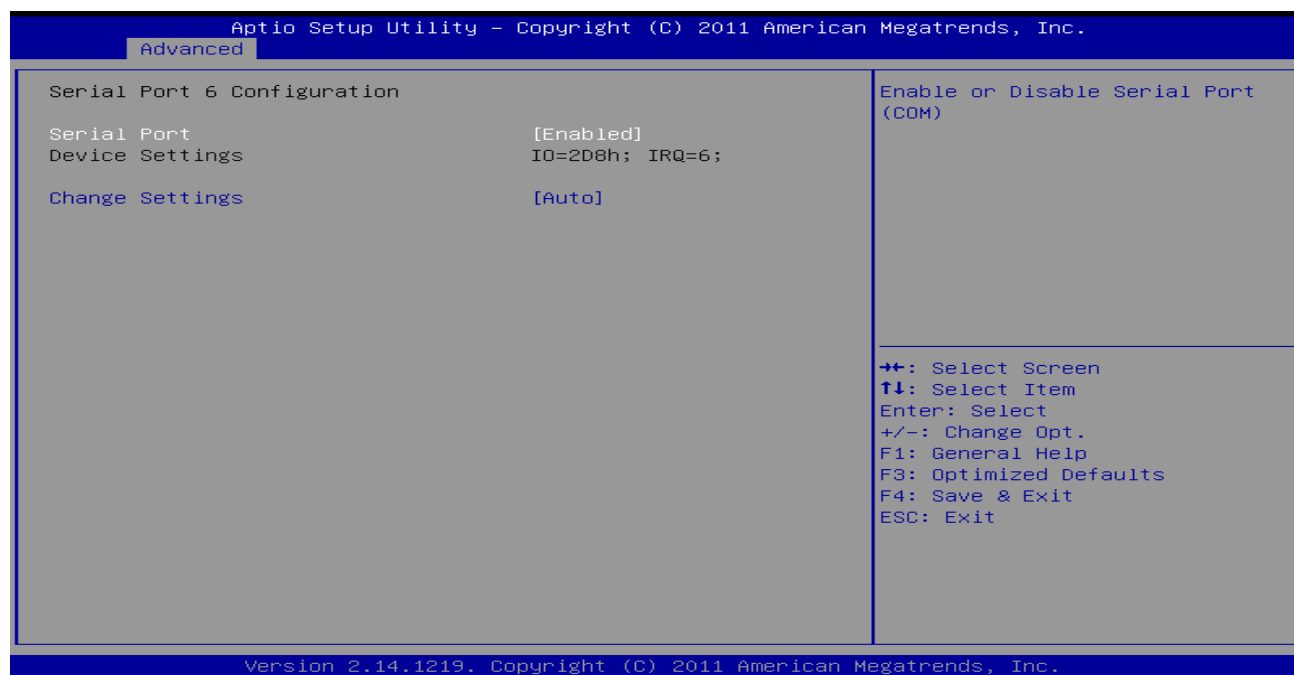 Aptio Setup Utility – Copyright (C) 2011 American Megatrends, Inc.
Advanced
Serial Port 6 Configuration
Serial Port [Enabled]
Device Settings IO=2D8h; IRQ=6;
Change Settings [Auto]
Enable or Disable Serial Port
(COM)
→←: Select Screen
↑↓: Select Item
Enter: Select
+/-: Change Opt.
F1: General Help
F3: Optimized Defaults
F4: Save & Exit
ESC: Exit
Version 2.14.1219. Copyright (C) 2011 American Megatrends, Inc.